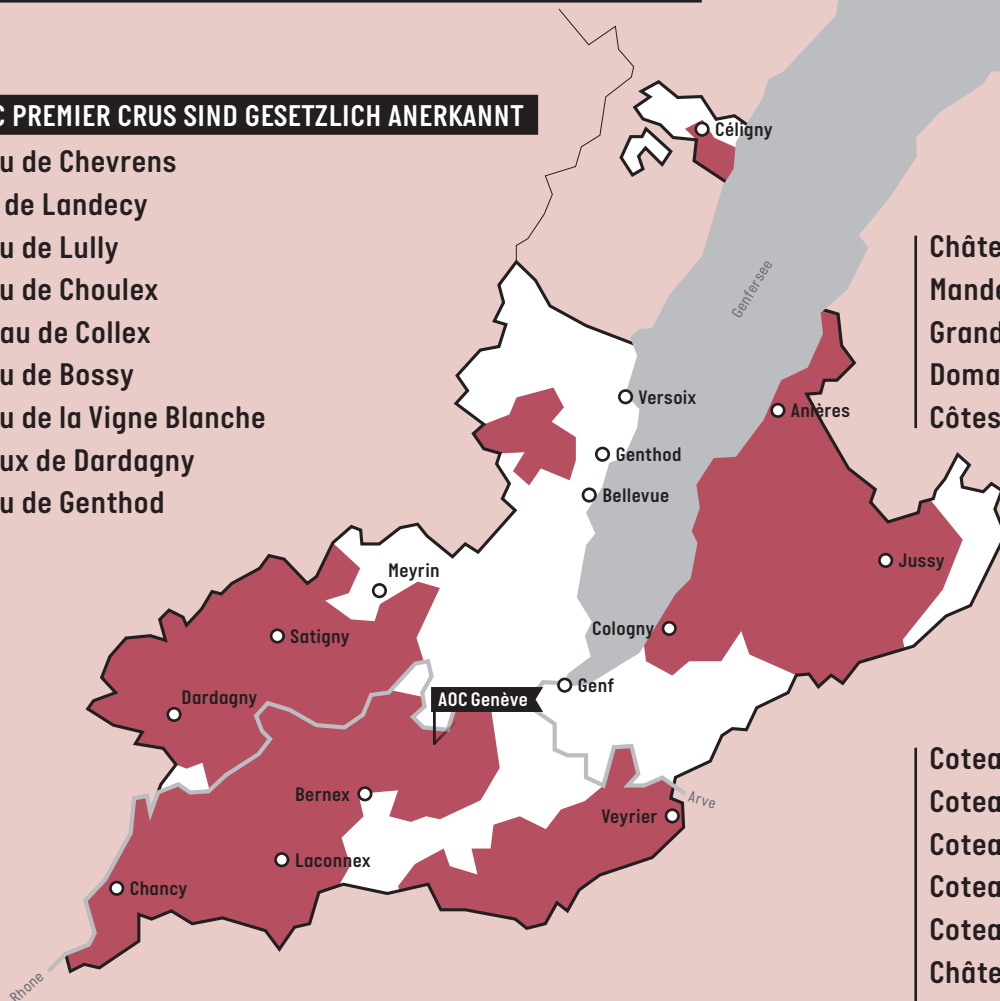 C PREMIER CRUS SIND GESETZLICH ANERKANNT
u de Chevrens
de Landecy
u de Lully
u de Choulex
au de Collex
u de Bossy
u de la Vigne Blanche
ux de Dardagny
u de Genthod
Céligny
Genfersee
Versoix
Anières
Genthod
Bellevue
Meyrin
Jussy
Satigny
Cologny
Dardagny
Genf
AOC Genève
Bernex
Arve
Veyrier
Laconnex
Chancy
Rhone
Châte
Mande
Grand
Doma
Côtes
Cotea
Cotea
Cotea
Cotea
Cotea
Châte